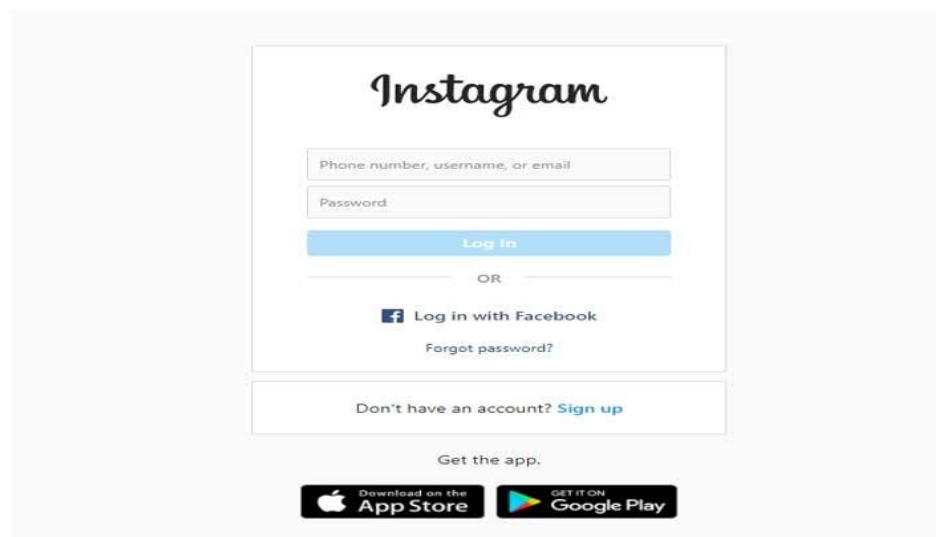 Instagram
Phone number, username, or email
Password
Log In
OR
Log in with Facebook
Forgot password?
Don't have an account? Sign up
Get the app.
Download on the
App Store
GET IT ON
Google Play